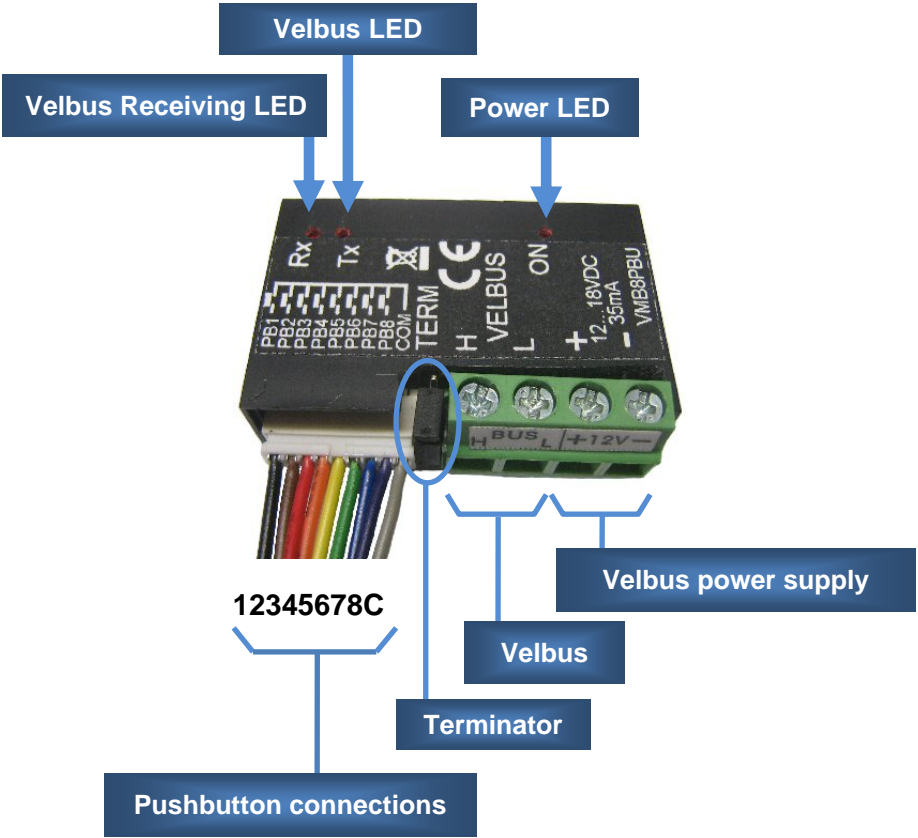 Velbus LED
Velbus Receiving LED
Power LED
Rx
Tx
ON
PB1
PB2
PB3
PB4
PB5
PB6
PB7
PB8
COM
TERM
CE
H
VELBUS
L
+
12...18VDC
35mA
-
VMB8PBU
H BUS L + 12V -
12345678C
Velbus power supply
Velbus
Terminator
Pushbutton connections